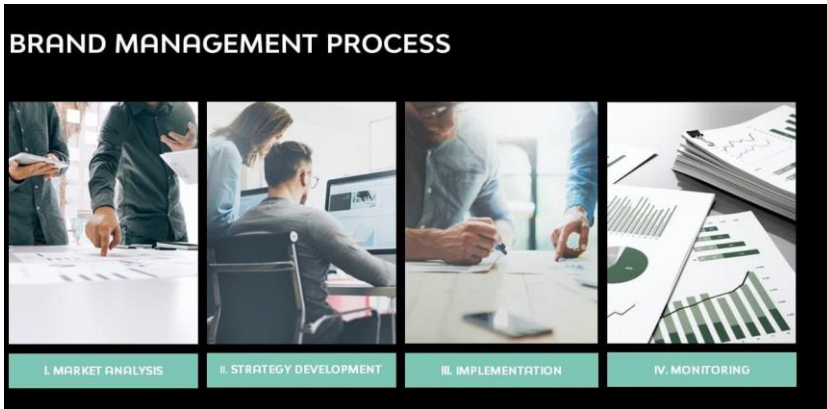 BRAND MANAGEMENT PROCESS
I. MARKET ANALYSIS
II. STRATEGY DEVELOPMENT
III. IMPLEMENTATION
IV. MONITORING